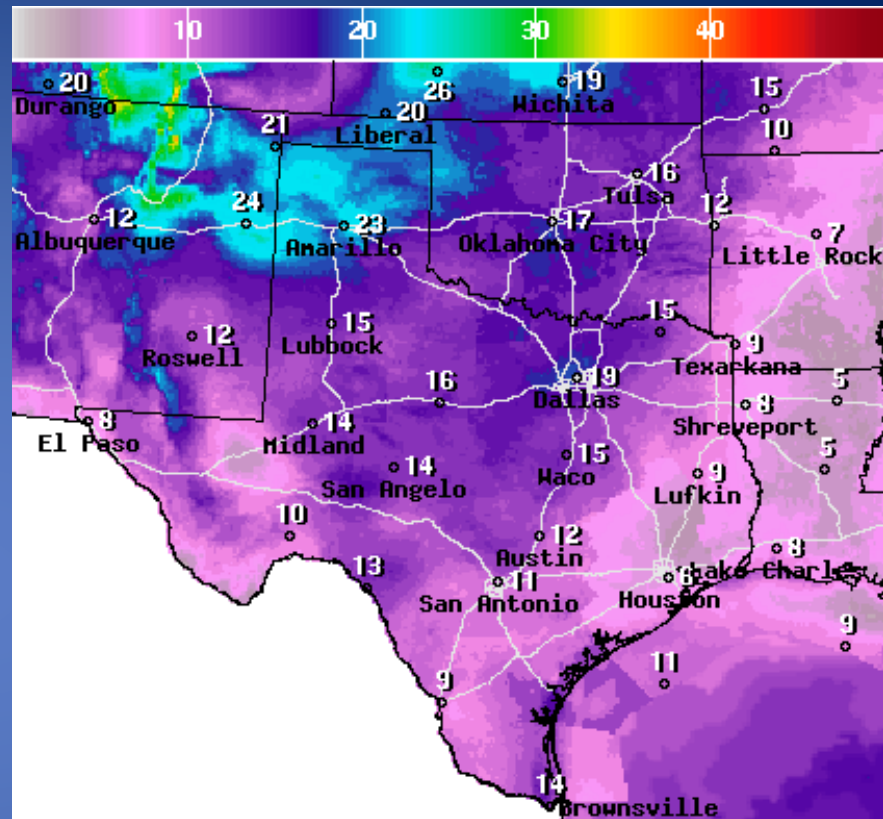 10 20 30 40
20 26 19
Durango Wichita
20 15
Liberal
21 10
16
Tulsa
12 24 23 17 12 7
Albuquerque Amarillo Oklahoma City Little Rock
12 15 15 9
Roswell Lubbock Texarkana
19
16 Dallas 8 5
8 14 Shreveport
El Paso Midland
14 15 9 5
San Angelo Waco Lufkin
10 12 8
Austin
13 11 Lake Charles
San Antonio Houston
9
11
9
14
Brownsville